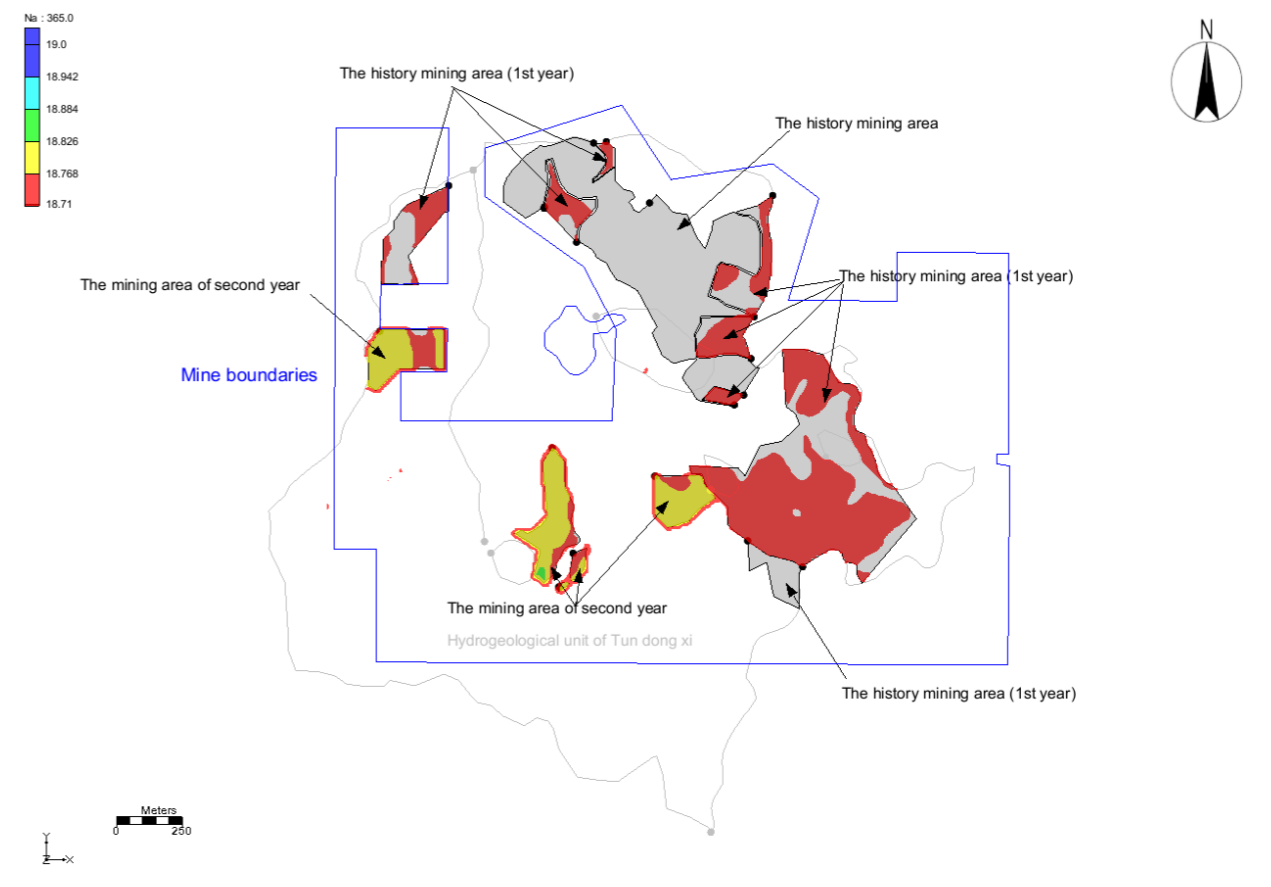 Na : 365.0
19.0
18.942
18.884
18.826
18.768
18.71
N
The history mining area (1st year)
The history mining area
The history mining area (1st year)
The mining area of second year
Mine boundaries
The mining area of second year
Hydrogeological unit of Tun dong xi
The history mining area (1st year)
Meters
0
250
Y
Z
X